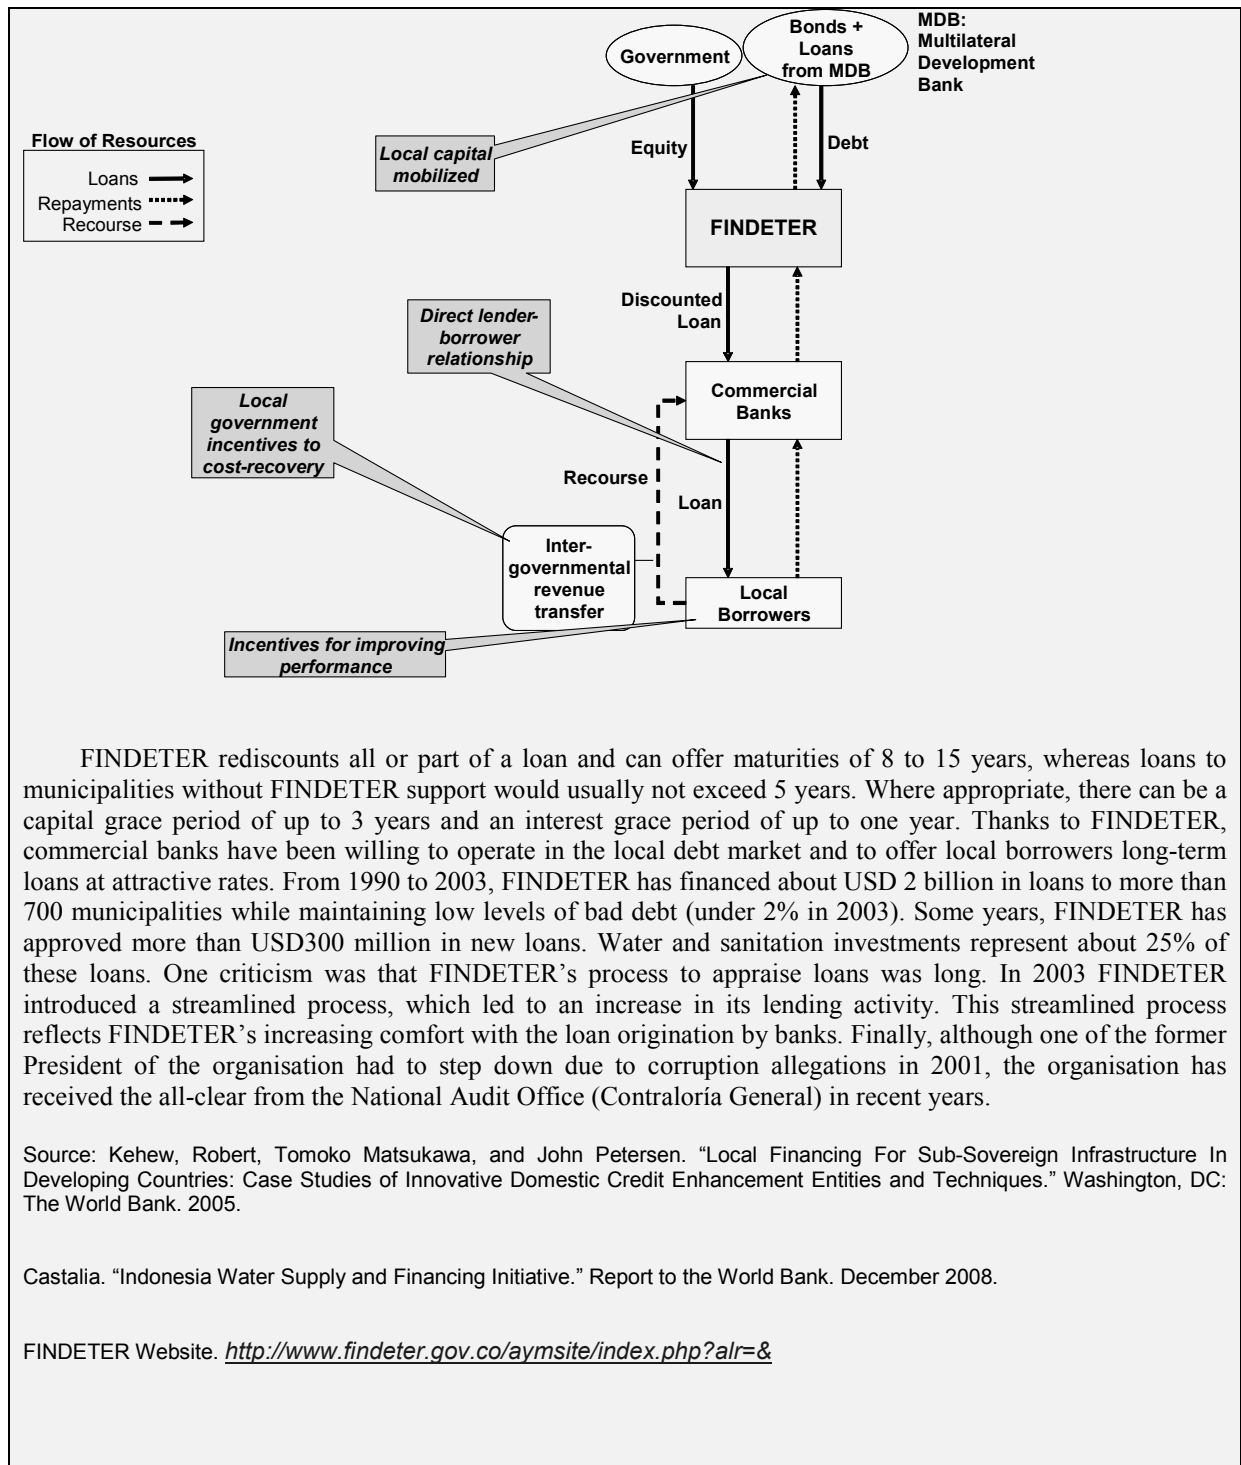 Government
Bonds +
Loans
from MDB
MDB:
Multilateral
Development
Bank
Flow of Resources
Loans
Repayments
Recourse
Local capital
mobilized
Equity
Debt
FINDETER
Discounted
Loan
Direct lender-
borrower
relationship
Commercial
Banks
Local
government
incentives to
cost-recovery
Recourse
Loan
Inter-
governmental
revenue
transfer
Local
Borrowers
Incentives for improving
performance
FINDETER rediscounts all or part of a loan and can offer maturities of 8 to 15 years, whereas loans to
municipalities without FINDETER support would usually not exceed 5 years. Where appropriate, there can be a
capital grace period of up to 3 years and an interest grace period of up to one year. Thanks to FINDETER,
commercial banks have been willing to operate in the local debt market and to offer local borrowers long-term
loans at attractive rates. From 1990 to 2003, FINDETER has financed about USD 2 billion in loans to more than
700 municipalities while maintaining low levels of bad debt (under 2% in 2003). Some years, FINDETER has
approved more than USD300 million in new loans. Water and sanitation investments represent about 25% of
these loans. One criticism was that FINDETER's process to appraise loans was long. In 2003 FINDETER
introduced a streamlined process, which led to an increase in its lending activity. This streamlined process
reflects FINDETER's increasing comfort with the loan origination by banks. Finally, although one of the former
President of the organisation had to step down due to corruption allegations in 2001, the organisation has
received the all-clear from the National Audit Office (Contraloría General) in recent years.
Source: Kehew, Robert, Tomoko Matsukawa, and John Petersen. “Local Financing For Sub-Sovereign Infrastructure In
Developing Countries: Case Studies of Innovative Domestic Credit Enhancement Entities and Techniques.” Washington, DC:
The World Bank. 2005.
Castalia. “Indonesia Water Supply and Financing Initiative.” Report to the World Bank. December 2008.
FINDETER Website. http://www.findeter.gov.co/aymsite/index.php?alr=&